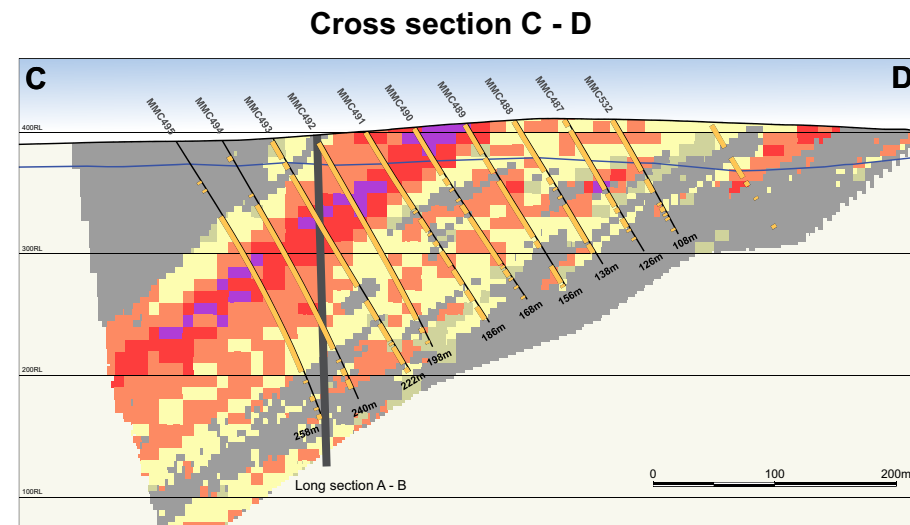 Cross section C - D
C
D
MMC495
MMC494
MMC493
MMC492
MMC491
MMC490
MMC489
MMC488
MMC487
MMC532
400RL
300RL
200RL
100RL
258m
240m
222m
198m
186m
168m
156m
138m
126m
108m
Long section A - B
0 100 200m